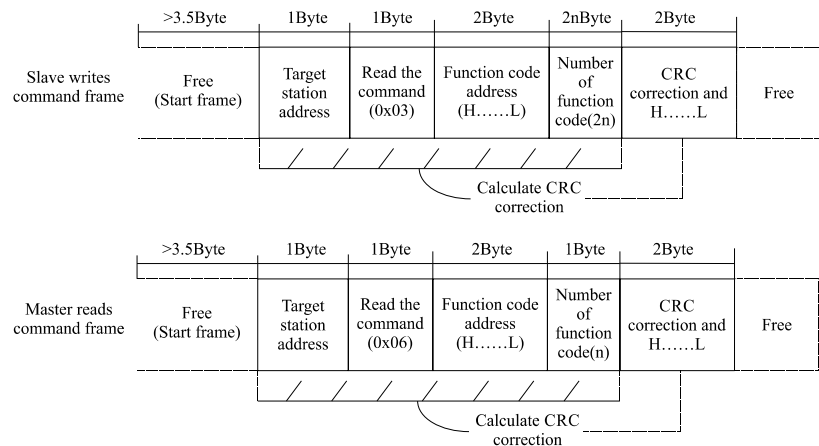 >3.5Byte 1Byte 1Byte 2Byte 2nByte 2Byte
Slave writes
command frame
Free
(Start frame)
Target
station
address
Read the
command
(0x03)
Function code
address
(H……L)
Number
of
function
code(2n)
CRC
correction and
H……L
Free
Calculate CRC
correction
>3.5Byte 1Byte 1Byte 2Byte 1Byte 2Byte
Master reads
command frame
Free
(Start frame)
Target
station
address
Read the
command
(0x06)
Function code
address
(H……L)
Number
of
function
code(n)
CRC
correction and
H……L
Free
Calculate CRC
correction